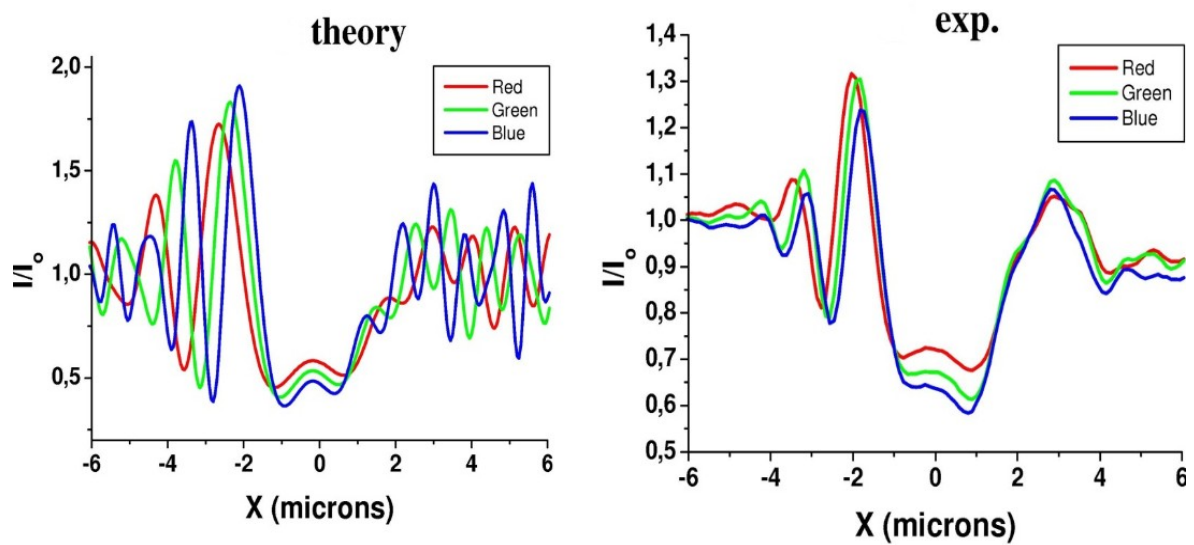 theory
2,0
1.5
1.0
0,5
I/Iₒ
-6 -4 -2 0 2 4 6
X (microns)
Red
Green
Blue
exp.
1,4
1,3
1,2
1,1
1,0
0,9
0,8
0,7
0,6
0,5
I/Iₒ
-6 -4 -2 0 2 4 6
X (microns)
Red
Green
Blue